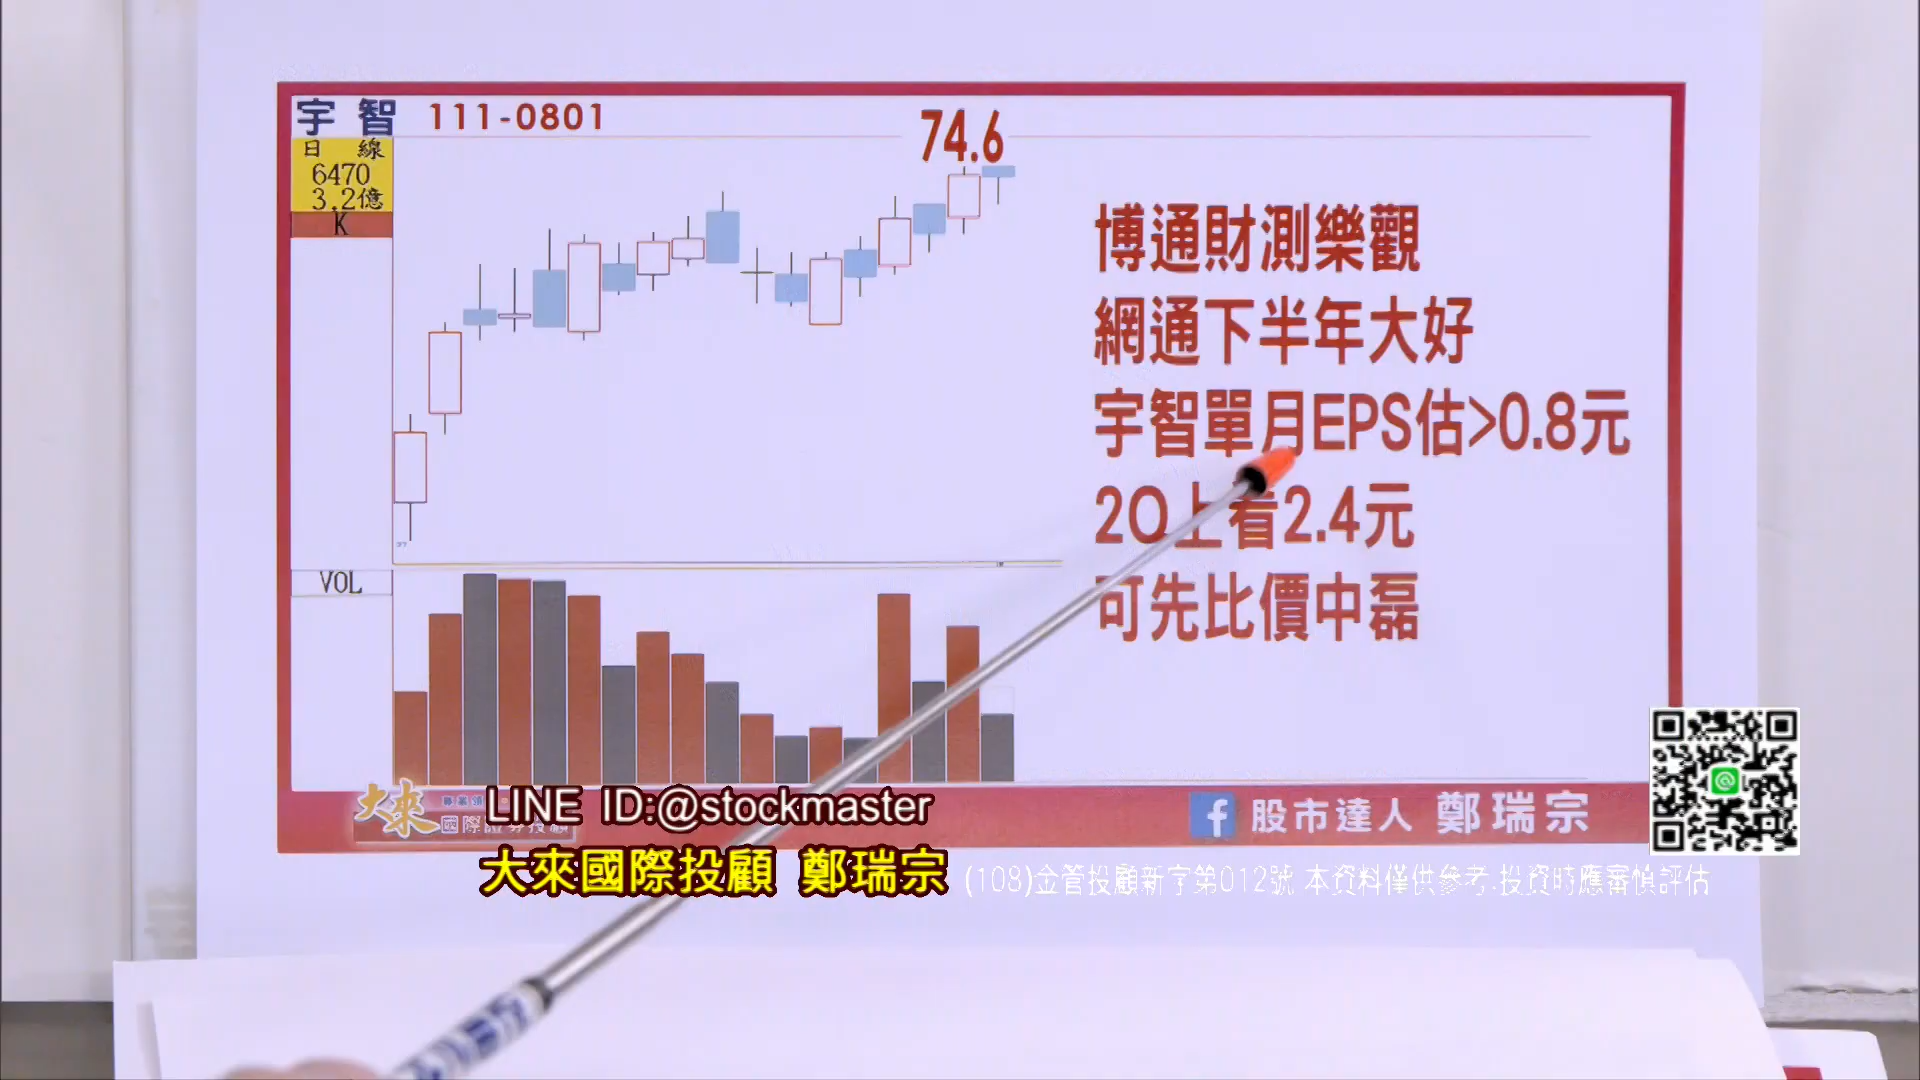 宇智 111-0801
74.6
日線
6470
3.2億
K
VOL
博通財測樂觀
網通下半年大好
宇智單月EPS估>0.8元
2Q上看2.4元
可先比價中磊
大來
LINE ID:@stockmaster
股市達人 鄭瑞宗
大來國際投顧 鄭瑞宗
(108)金管投顧新字第012號 本資料僅供參考.投資時應審慎評估